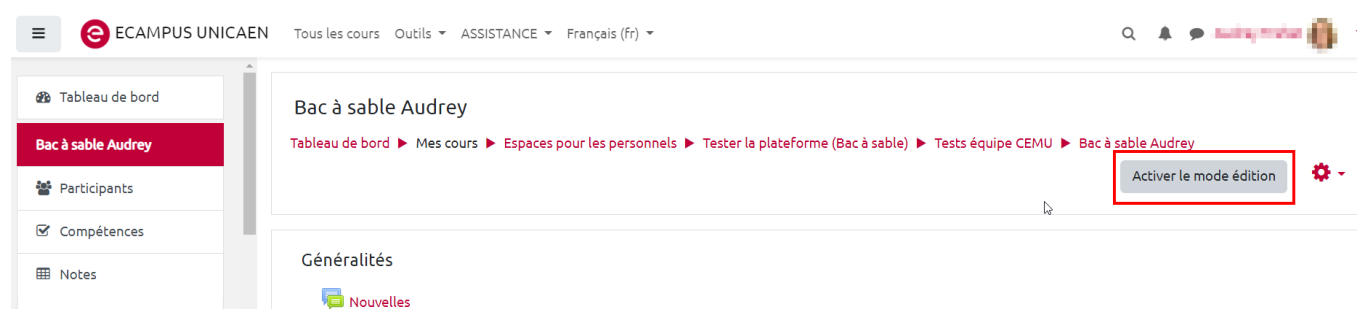 ECAMPUS UNICAEN Tous les cours Outils ASSISTANCE Français (fr)
Tableau de bord
Bac à sable Audrey
Participants
Compétences
Notes
Bac à sable Audrey
Tableau de bord ▶ Mes cours ▶ Espaces pour les personnels ▶ Tester la plateforme (Bac à sable) ▶ Tests équipe CEMU ▶ Bac à sable Audrey
Activer le mode édition
Généralités
Nouvelles